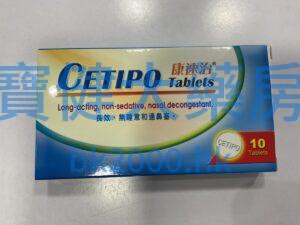 寶健大藥房
CETIPO 康速治®
Tablets
Long-acting, non-sedative, nasal decongestant.
長效、無睡意和通鼻塞。
CETIPO
10
Tablets